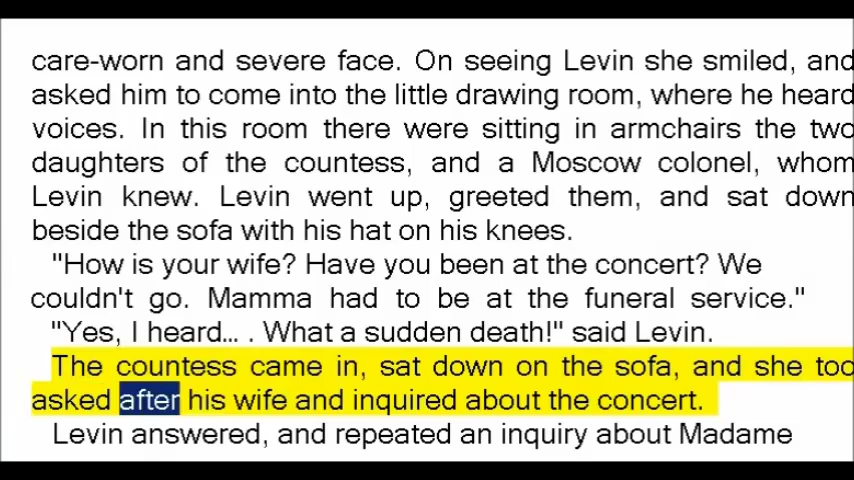 care-worn and severe face. On seeing Levin she smiled, and
asked him to come into the little drawing room, where he heard
voices. In this room there were sitting in armchairs the two
daughters of the countess, and a Moscow colonel, whom
Levin knew. Levin went up, greeted them, and sat down
beside the sofa with his hat on his knees.
"How is your wife? Have you been at the concert? We
couldn't go. Mamma had to be at the funeral service."
"Yes, I heard... . What a sudden death!" said Levin.
The countess came in, sat down on the sofa, and she too
asked after his wife and inquired about the concert.
Levin answered, and repeated an inquiry about Madame